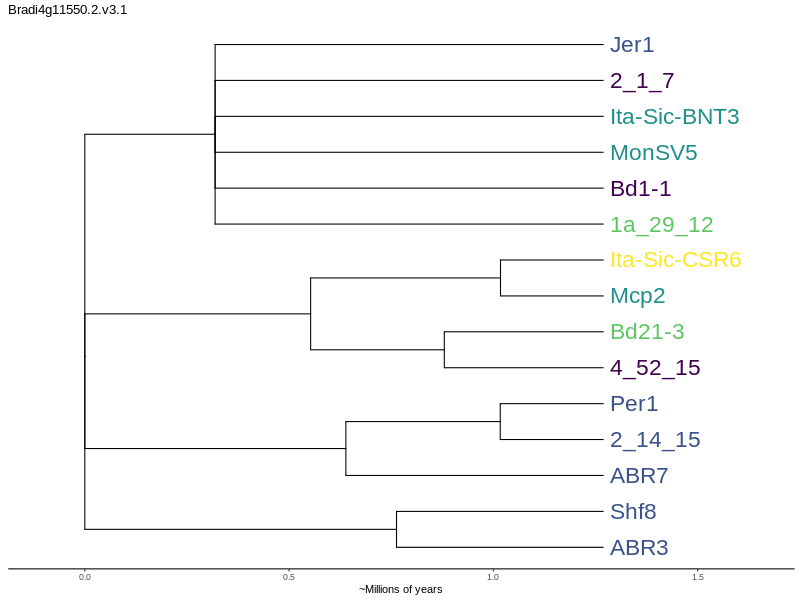 Bradi4g11550.2.v3.1
Jer1
2_1_7
Ita-Sic-BNT3
MonSV5
Bd1-1
1a_29_12
Ita-Sic-CSR6
Mcp2
Bd21-3
4_52_15
Per1
2_14_15
ABR7
Shf8
ABR3
0.0 0.5 1.0 1.5
~Millions of years